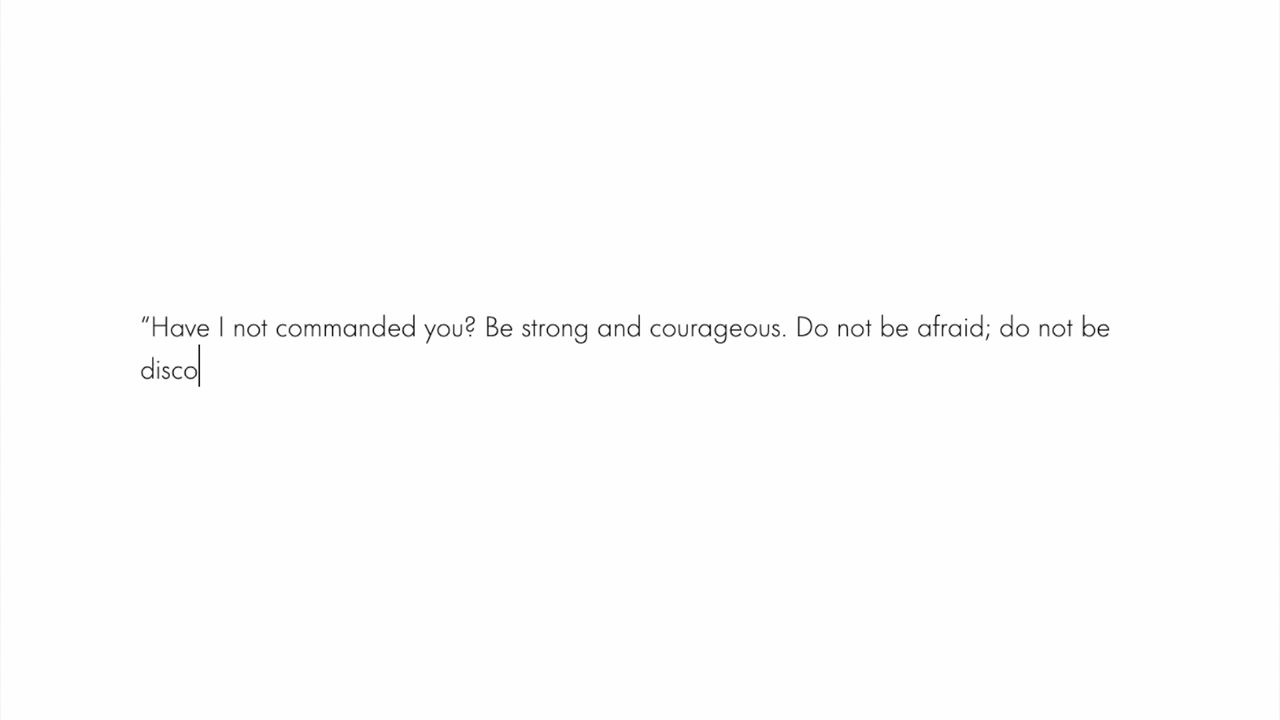 “Have I not commanded you? Be strong and courageous. Do not be afraid; do not be
disco